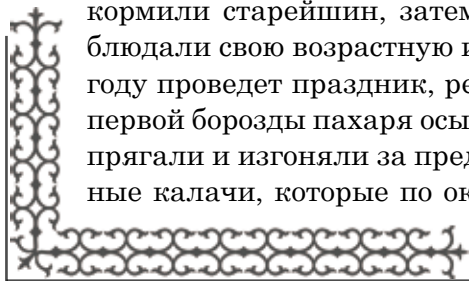 кормили старейшин, затем
блюдали свою возрастную и
году проведет праздник, ре
первой борозды пахаря осы
прягали и изгоняли за пред
ные калачи, которые по ок